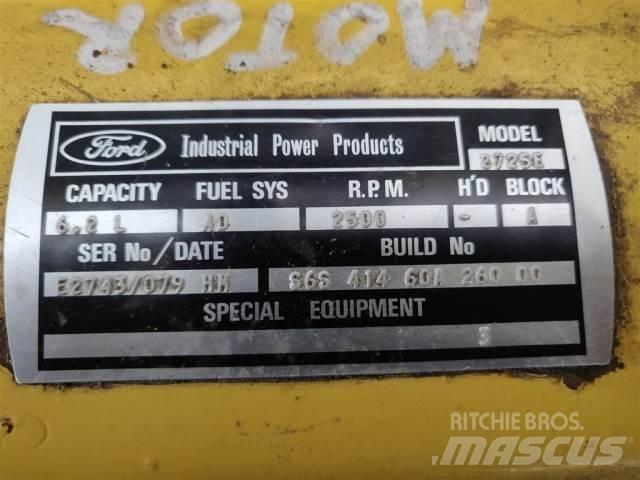 MOTOR
Ford Industrial Power Products
MODEL
2725E
CAPACITY FUEL SYS R.P.M. H'D BLOCK
6,2 L AD 2500 - A
SER No/DATE BUILD No
E2743/079 HH S6S 414 60A 260 00
SPECIAL EQUIPMENT
3
RITCHIE BROS.
MASCUS